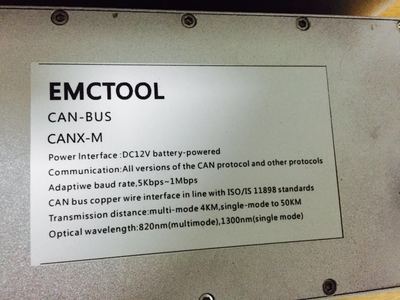 EMCTOOL
CAN-BUS
CANX-M
Power Interface :DC12V battery-powered
Communication:All versions of the CAN protocol and other protocols
Adaptiwe baud rate,5Kbps~1Mbps
CAN bus copper wire interface in line with ISO/IS 11898 standards
Transmission distance:multi-mode 4KM,single-mode to 50KM
Optical wavelength:820nm(multimode),1300nm(single mode)